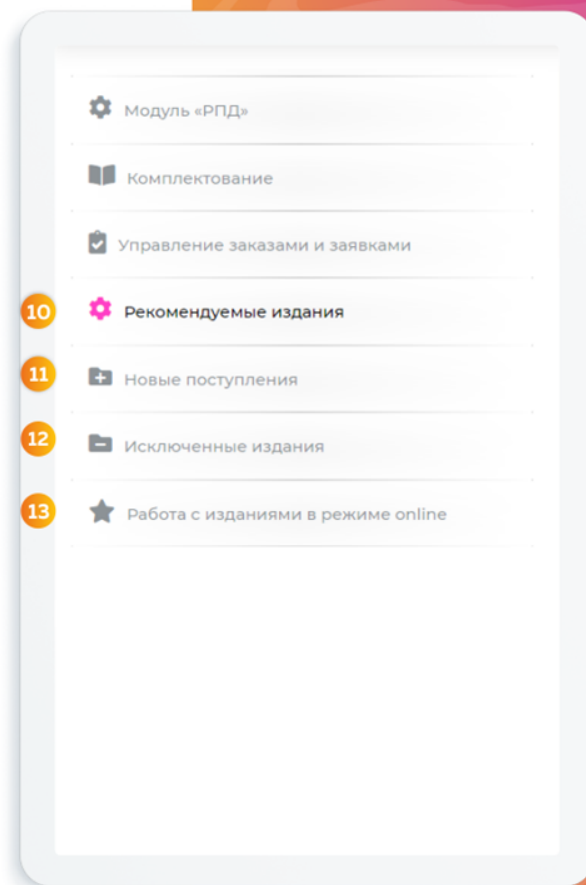 Модуль «РПД»
Комплектование
Управление заказами и заявками
10 Рекомендуемые издания
11 Новые поступления
12 Исключенные издания
13 Работа с изданиями в режиме online